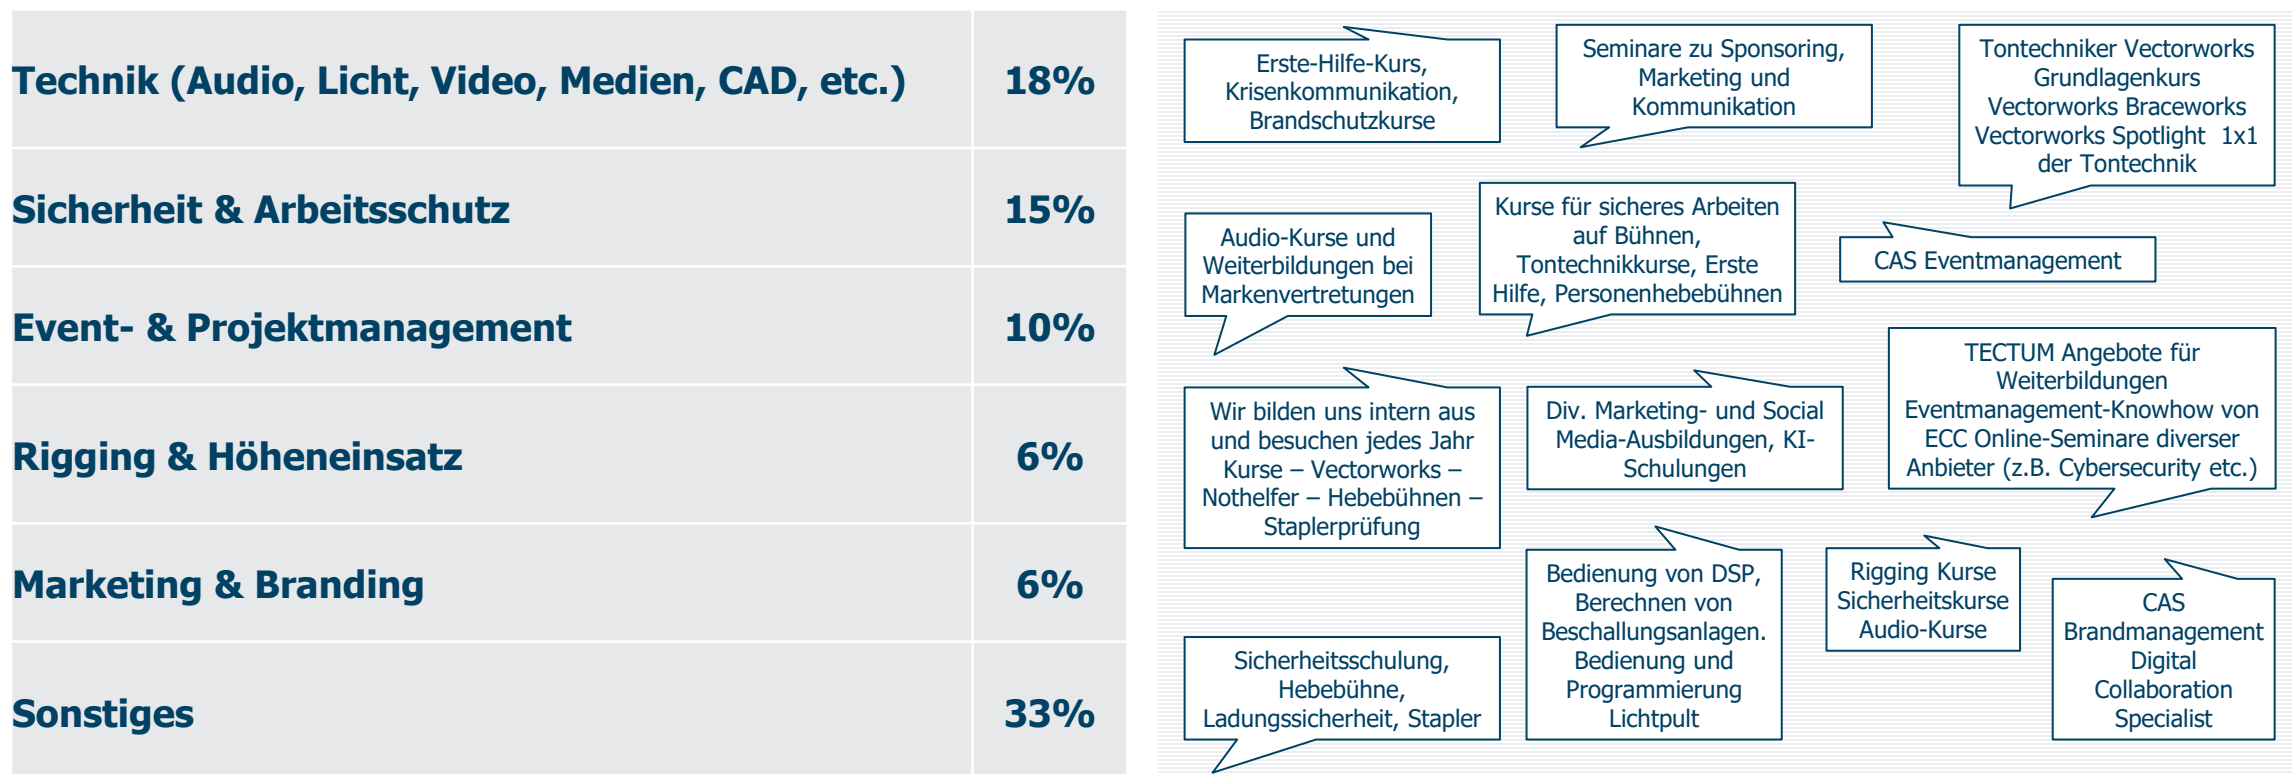 Technik (Audio, Licht, Video, Medien, CAD, etc.) 18%
Sicherheit & Arbeitsschutz 15%
Event- & Projektmanagement 10%
Rigging & Höheneinsatz 6%
Marketing & Branding 6%
Sonstiges 33%
Erste-Hilfe-Kurs,
Krisenkommunikation,
Brandschutzkurse
Seminare zu Sponsoring,
Marketing und
Kommunikation
Tontechniker Vectorworks
Grundlagenkurs
Vectorworks Braceworks
Vectorworks Spotlight 1x1
der Tontechnik
Audio-Kurse und
Weiterbildungen bei
Markenvertretungen
Kurse für sicheres Arbeiten
auf Bühnen,
Tontechnikkurse, Erste
Hilfe, Personenhebebühnen
CAS Eventmanagement
Wir bilden uns intern aus
und besuchen jedes Jahr
Kurse – Vectorworks –
Nothelfer – Hebebühnen –
Staplerprüfung
Div. Marketing- und Social
Media-Ausbildungen, KI-
Schulungen
TECTUM Angebote für
Weiterbildungen
Eventmanagement-Knowhow von
ECC Online-Seminare diverser
Anbieter (z.B. Cybersecurity etc.)
Sicherheitsschulung,
Hebebühne,
Ladungssicherheit, Stapler
Bedienung von DSP,
Berechnen von
Beschallungsanlagen.
Bedienung und
Programmierung
Lichtpult
Rigging Kurse
Sicherheitskurse
Audio-Kurse
CAS
Brandmanagement
Digital
Collaboration
Specialist